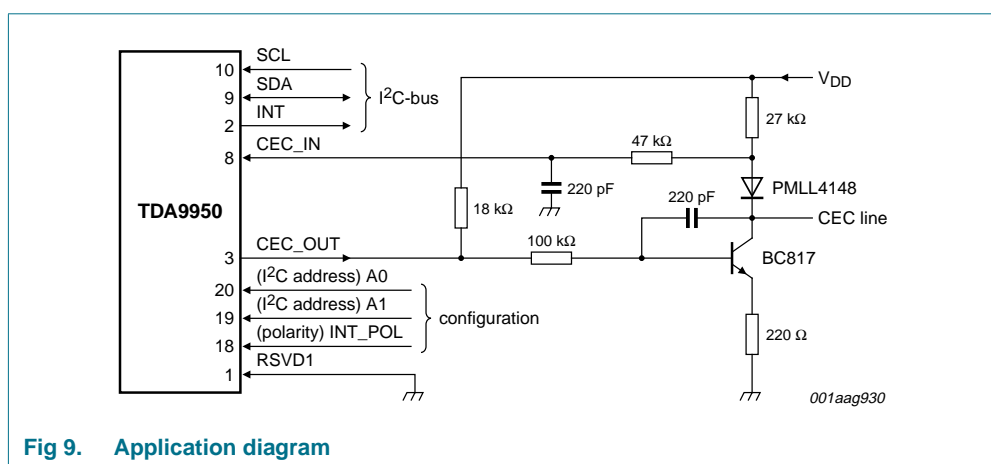 SCL
10
SDA
9
I2C-bus
INT
2
CEC_IN
8
47 kΩ
VDD
27 kΩ
220 pF
PMLL4148
TDA9950
18 kΩ
220 pF
CEC line
CEC_OUT
3
100 kΩ
BC817
(I2C address) A0
20
(I2C address) A1
19
configuration
(polarity) INT_POL
18
220 Ω
RSVD1
1
001aag930
Fig 9. Application diagram